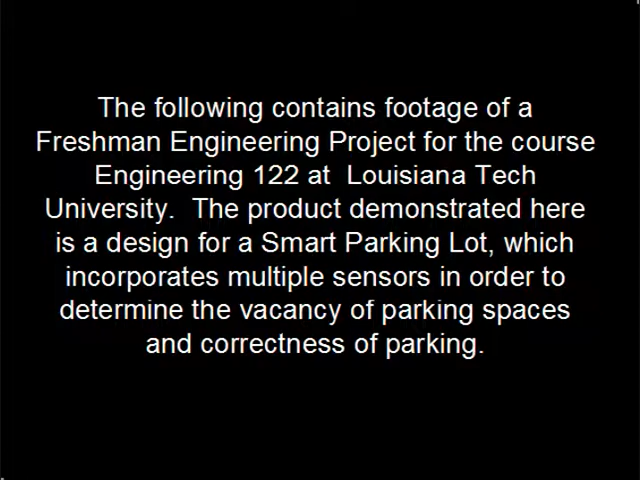 The following contains footage of a
Freshman Engineering Project for the course
Engineering 122 at  Louisiana Tech
University.  The product demonstrated here
is a design for a Smart Parking Lot, which
incorporates multiple sensors in order to
determine the vacancy of parking spaces
and correctness of parking.